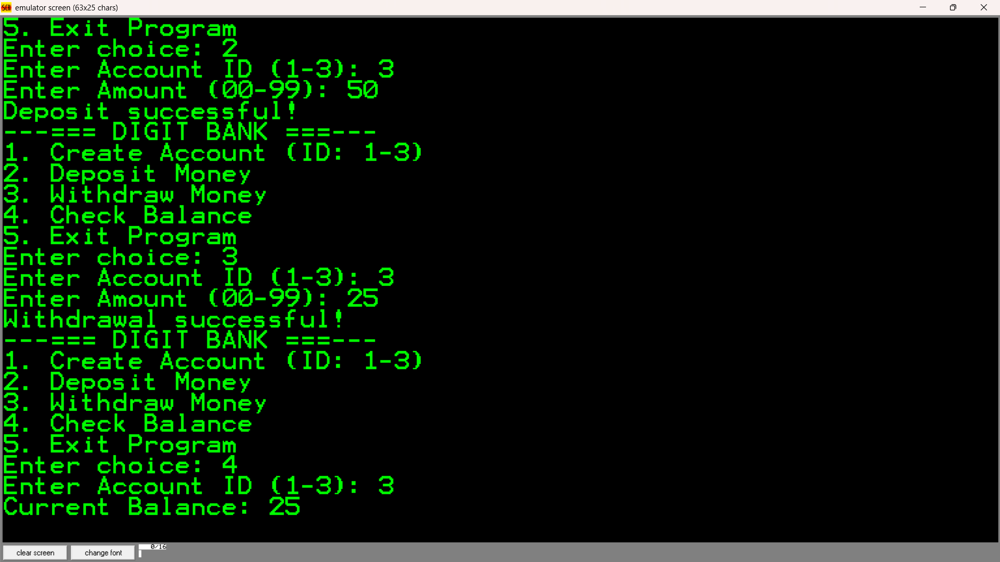 SCR emulator screen (63x25 chars)
5. Exit Program
Enter choice: 2
Enter Account ID (1-3): 3
Enter Amount (00-99): 50
Deposit successful!
---=== DIGIT BANK ===---
1. Create Account (ID: 1-3)
2. Deposit Money
3. Withdraw Money
4. Check Balance
5. Exit Program
Enter choice: 3
Enter Account ID (1-3): 3
Enter Amount (00-99): 25
Withdrawal successful!
---=== DIGIT BANK ===---
1. Create Account (ID: 1-3)
2. Deposit Money
3. Withdraw Money
4. Check Balance
5. Exit Program
Enter choice: 4
Enter Account ID (1-3): 3
Current Balance: 25
clear screen change font 0/16